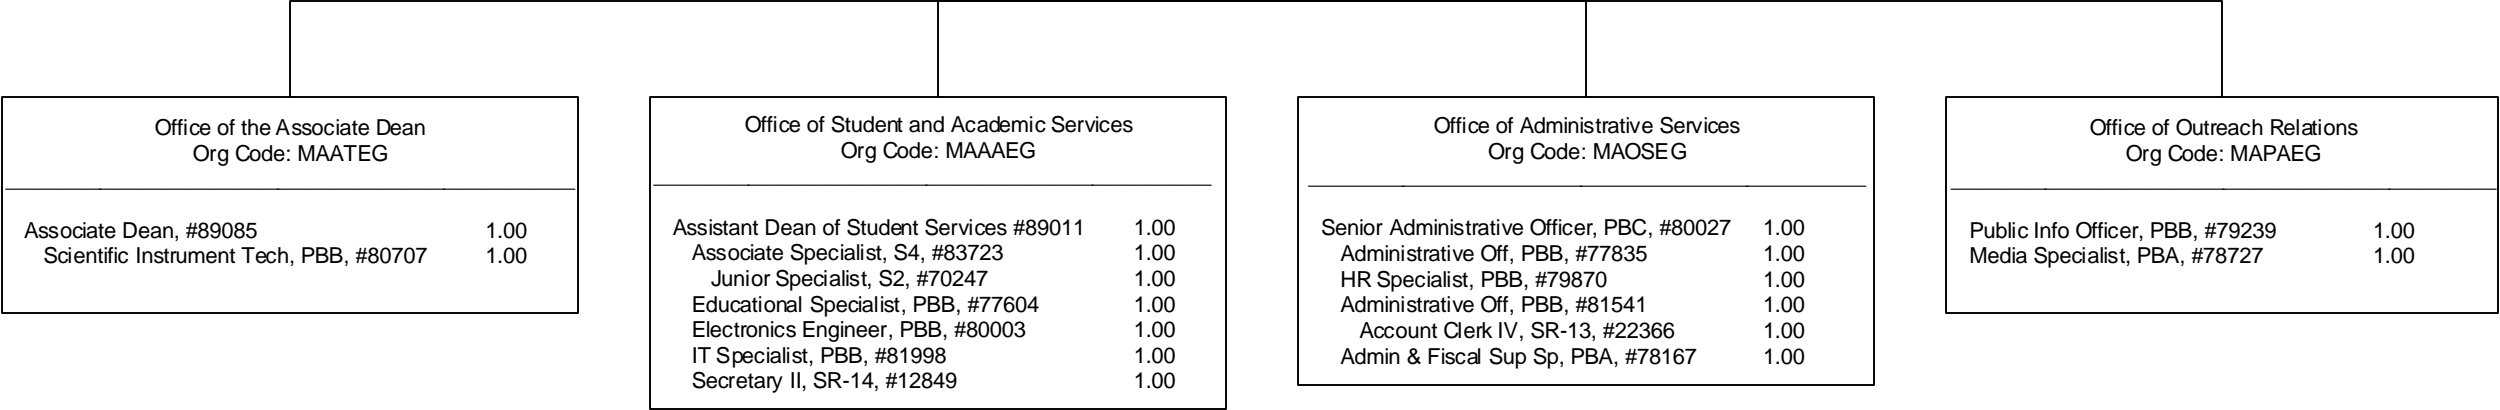 Office of the Associate Dean
Org Code: MAATEG
Associate Dean, #89085 1.00
Scientific Instrument Tech, PBB, #80707 1.00
Office of Student and Academic Services
Org Code: MAAAEG
Assistant Dean of Student Services #89011 1.00
Associate Specialist, S4, #83723 1.00
Junior Specialist, S2, #70247 1.00
Educational Specialist, PBB, #77604 1.00
Electronics Engineer, PBB, #80003 1.00
IT Specialist, PBB, #81998 1.00
Secretary II, SR-14, #12849 1.00
Office of Administrative Services
Org Code: MAOSEG
Senior Administrative Officer, PBC, #80027 1.00
Administrative Off, PBB, #77835 1.00
HR Specialist, PBB, #79870 1.00
Administrative Off, PBB, #81541 1.00
Account Clerk IV, SR-13, #22366 1.00
Admin & Fiscal Sup Sp, PBA, #78167 1.00
Office of Outreach Relations
Org Code: MAPAEG
Public Info Officer, PBB, #79239 1.00
Media Specialist, PBA, #78727 1.00